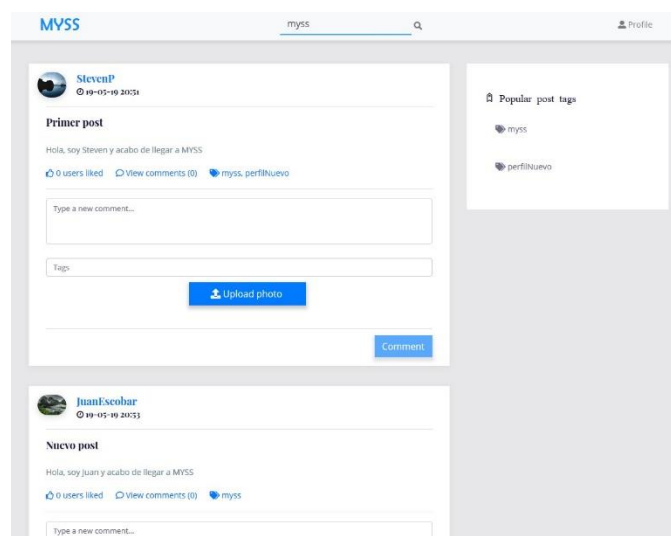 MYSS
myss
Profile
StevenP
19-05-19 20:51
Primer post
Hola, soy Steven y acabo de llegar a MYSS
0 users liked View comments (0) myss, perfilNuevo
Type a new comment...
Tags
Upload photo
Comment
Popular post tags
myss
perfilNuevo
JuanEscobar
19-05-19 20:53
Nuevo post
Hola, soy Juan y acabo de llegar a MYSS
0 users liked View comments (0) myss
Type a new comment...